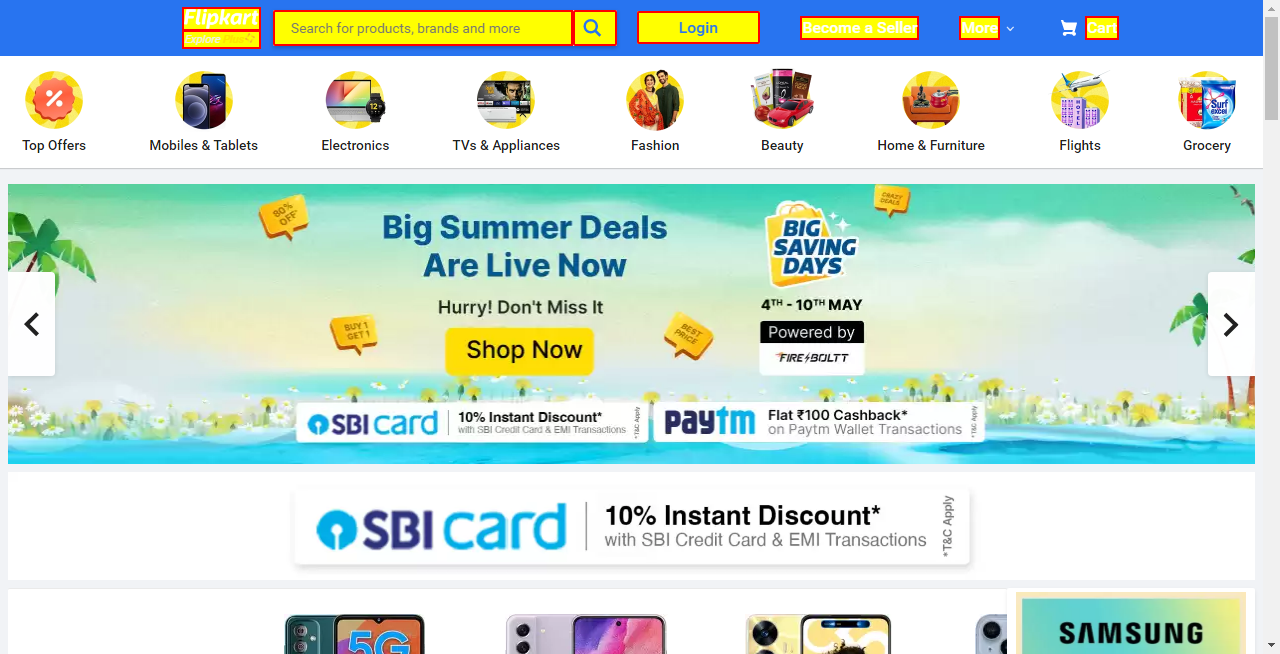 Flipkart
Explore Plus
Search for products, brands and more
Login
Become a Seller
More
Cart
12
HOTEL
Surf
excel
Top Offers
Mobiles & Tablets
Electronics
TVs & Appliances
Fashion
Beauty
Home & Furniture
Flights
Grocery
80%
OFF
CRAZY
DEALS
Big Summer Deals
Are Live Now
BIG
SAVING
DAYS
Hurry! Don't Miss It
4TH - 10TH MAY
BUY 1
GET 1
BEST
PRICE
Powered by
Shop Now
FIRE BOLTT
SBI card
10% Instant Discount*
with SBI Credit Card & EMI Transactions
*T&C Apply
Paytm
Flat ₹100 Cashback*
on Paytm Wallet Transactions
*T&C Apply
SBI card
10% Instant Discount*
with SBI Credit Card & EMI Transactions
*T&C Apply
5G
SAMSUNG